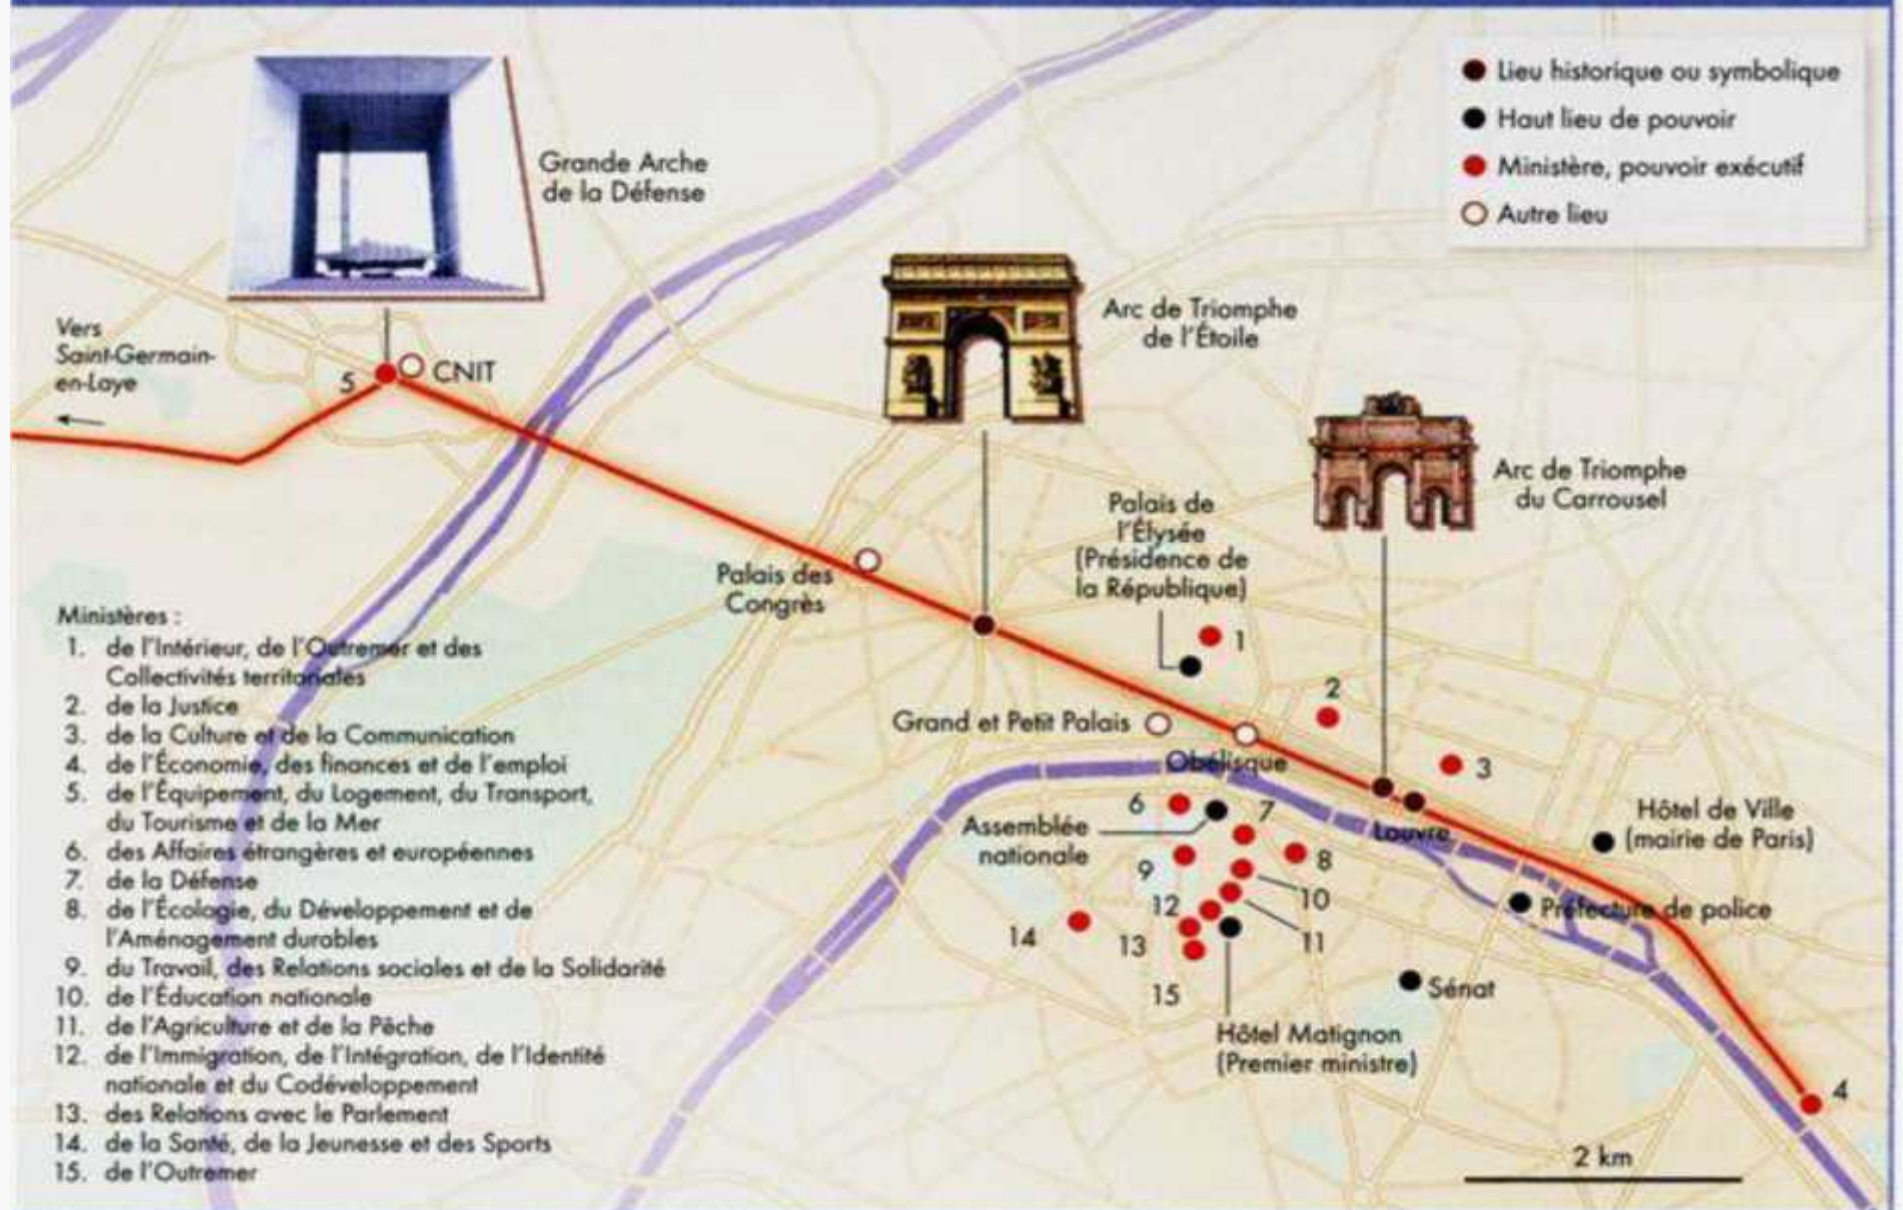 Lieu historique ou symbolique
Haut lieu de pouvoir
Ministère, pouvoir exécutif
Autre lieu
Grande Arche
de la Défense
Arc de Triomphe
de l'Étoile
Vers
Saint-Germain-
en-Laye
5
CNIT
Arc de Triomphe
du Carrousel
Palais de
l'Élysée
(Présidence de
la République)
Palais des
Congrès
1
2
Grand et Petit Palais
Obélisque
3
6
7
Assemblée
nationale
Louvre
Hôtel de Ville
(mairie de Paris)
8
9
10
12
Préfecture de police
14
13
11
15
Sénat
Hôtel Matignon
(Premier ministre)
4
2 km
Ministères :
1. de l'Intérieur, de l'Outremer et des
Collectivités territoriales
2. de la Justice
3. de la Culture et de la Communication
4. de l'Économie, des finances et de l'emploi
5. de l'Équipement, du Logement, du Transport,
du Tourisme et de la Mer
6. des Affaires étrangères et européennes
7. de la Défense
8. de l'Écologie, du Développement et de
l'Aménagement durables
9. du Travail, des Relations sociales et de la Solidarité
10. de l'Éducation nationale
11. de l'Agriculture et de la Pêche
12. de l'Immigration, de l'Intégration, de l'Identité
nationale et du Codéveloppement
13. des Relations avec le Parlement
14. de la Santé, de la Jeunesse et des Sports
15. de l'Outremer